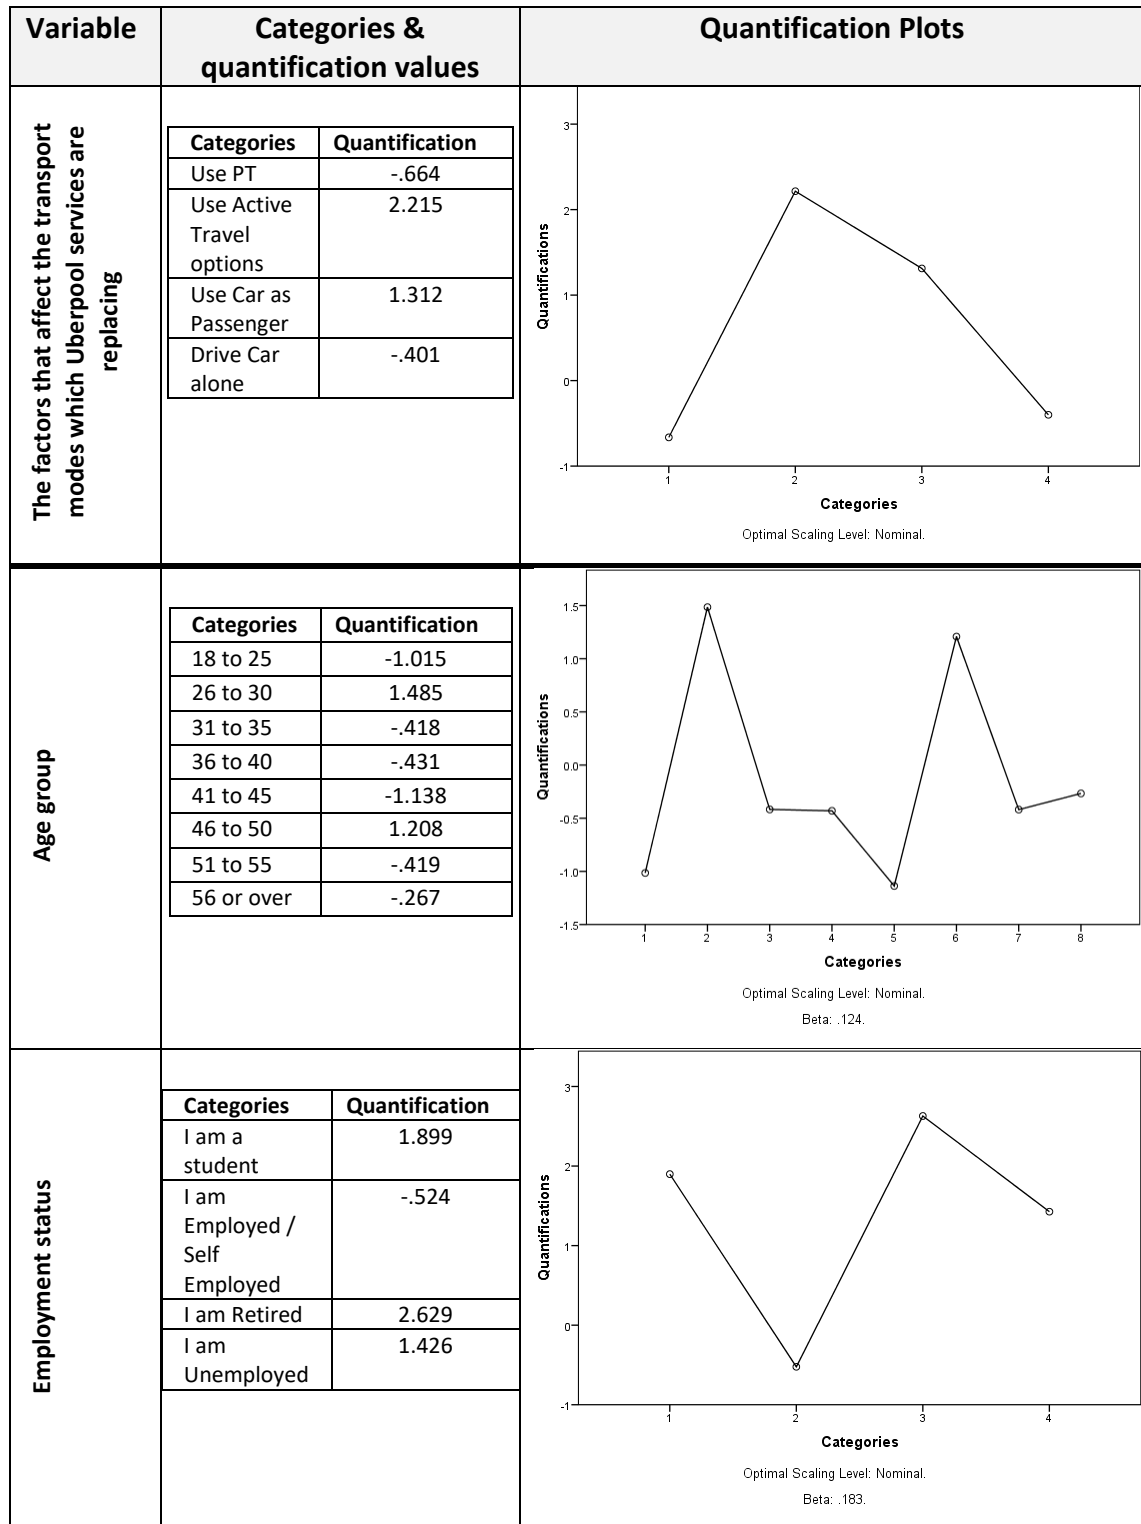 Variable
Categories &
quantification values
Quantification Plots
The factors that affect the transport
modes which Uberpool services are
replacing
Categories Quantification
Use PT -.664
Use Active 2.215
Travel
options
Use Car as 1.312
Passenger
Drive Car -.401
alone
3
2
1
0
-1
Quantifications
1 2 3 4
Categories
Optimal Scaling Level: Nominal.
Age group
Categories Quantification
18 to 25 -1.015
26 to 30 1.485
31 to 35 -.418
36 to 40 -.431
41 to 45 -1.138
46 to 50 1.208
51 to 55 -.419
56 or over -.267
1.5
1.0
0.5
0.0
-0.5
-1.0
-1.5
Quantifications
1 2 3 4 5 6 7 8
Categories
Optimal Scaling Level: Nominal.
Beta: .124.
Employment status
Categories Quantification
I am a 1.899
student
I am -.524
Employed /
Self
Employed
I am Retired 2.629
I am 1.426
Unemployed
3
2
1
0
-1
Quantifications
1 2 3 4
Categories
Optimal Scaling Level: Nominal.
Beta: .183.